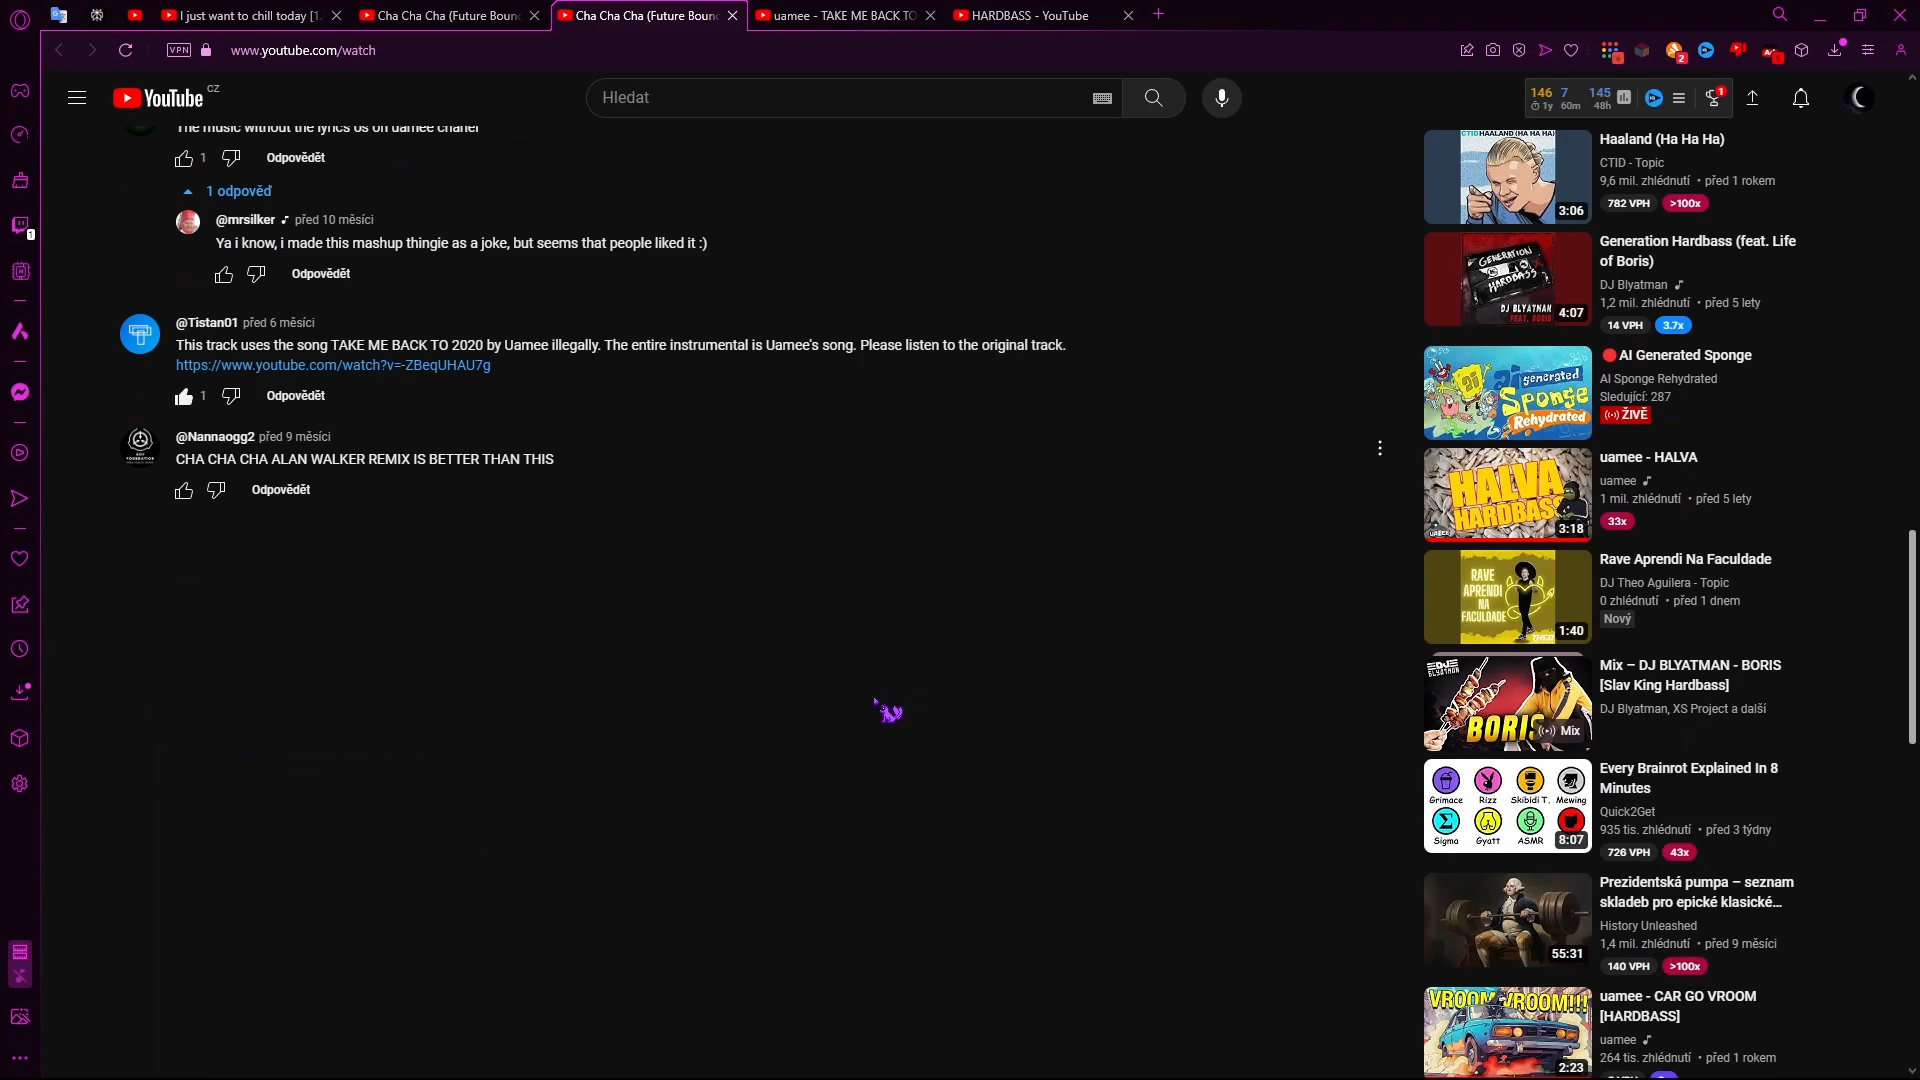 I just want to chill today [1.
Cha Cha Cha (Future Bounc
Cha Cha Cha (Future Bounc
uamee - TAKE ME BACK TO
HARDBASS - YouTube
VPN
www.youtube.com/watch
2
1
YouTube CZ
Hledat
146 7 145
1y 60m 48h
1
The music without the lyrics os on uamee chanel
1
Odpovědět
1 odpověď
@mrsilker ♪ před 10 měsíci
Ya i know, i made this mashup thingie as a joke, but seems that people liked it :)
Odpovědět
@Tistan01 před 6 měsíci
This track uses the song TAKE ME BACK TO 2020 by Uamee illegally. The entire instrumental is Uamee's song. Please listen to the original track.
https://www.youtube.com/watch?v=-ZBeqUHAU7g
1
Odpovědět
@Nannaogg2 před 9 měsíci
CHA CHA CHA ALAN WALKER REMIX IS BETTER THAN THIS
Odpovědět
CTID HAALAND (HA HA HA)
3:06
Haaland (Ha Ha Ha)
CTID - Topic
9,6 mil. zhlédnutí • před 1 rokem
782 VPH >100x
GENERATION
HARDBASS
DJ BLYATMAN
FEAT. BORIS
4:07
Generation Hardbass (feat. Life
of Boris)
DJ Blyatman ♪
1,2 mil. zhlédnutí • před 5 lety
14 VPH 3.7x
ai generated
Sponge
Rehydrated
AI Generated Sponge
AI Sponge Rehydrated
Sledující: 287
ŽIVĚ
HALVA
HARDBASS
UAMEE
3:18
uamee - HALVA
uamee ♪
1 mil. zhlédnutí • před 5 lety
33x
RAVE
APRENDI
NA
FACULDADE
THEO
1:40
Rave Aprendi Na Faculdade
DJ Theo Aguilera - Topic
0 zhlédnutí • před 1 dnem
Nový
DJ
BLYATMAN
BORIS
Mix
Mix – DJ BLYATMAN - BORIS
[Slav King Hardbass]
DJ Blyatman, XS Project a další
Grimace Rizz Skibidi T. Mewing
Sigma Gyatt ASMR
8:07
Every Brainrot Explained In 8
Minutes
Quick2Get
935 tis. zhlédnutí • před 3 týdny
726 VPH 43x
55:31
Prezidentská pumpa – seznam
skladeb pro epické klasické...
History Unleashed
1,4 mil. zhlédnutí • před 9 měsíci
140 VPH >100x
VROOM VROOM!!!
2:23
uamee - CAR GO VROOM
[HARDBASS]
uamee ♪
264 tis. zhlédnutí • před 1 rokem